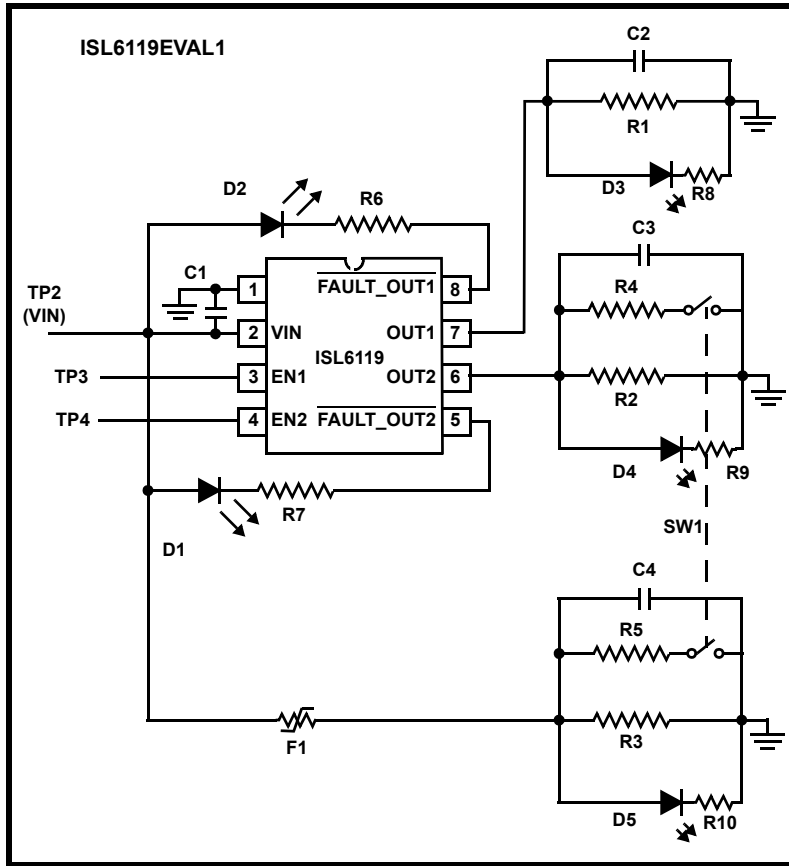 ISL6119EVAL1
C2
R1
D3
R8
D2
R6
C1
TP2
(VIN)
1
FAULT_OUT1
8
2
VIN
OUT1
7
ISL6119
TP3
3
EN1
OUT2
6
TP4
4
EN2
FAULT_OUT2
5
C3
R4
R2
D4
R9
R7
D1
SW1
C4
R5
F1
R3
D5
R10